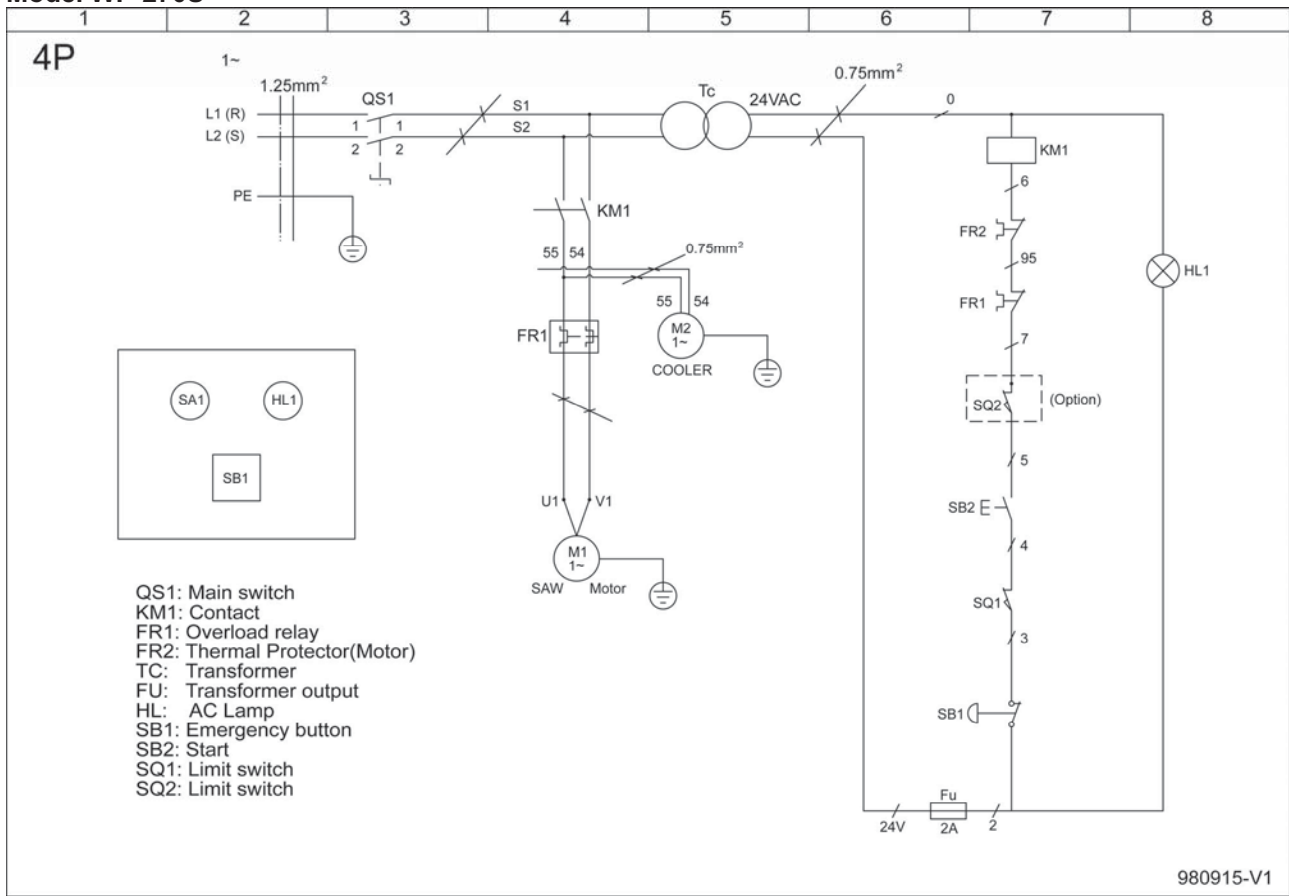 1 2 3 4 5 6 7 8
4P
1~
1.25mm²
L1 (R)
L2 (S)
PE
QS1
1 1
2 2
S1
S2
Tc
24VAC
0.75mm²
0
KM1
6
FR2
95
FR1
7
SQ2
(Option)
5
SB2
4
SQ1
3
SB1
HL1
24V
Fu
2A
2
KM1
55 54
0.75mm²
55 54
FR1
M2
1~
COOLER
U1 V1
M1
1~
SAW Motor
SA1 HL1
SB1
QS1: Main switch
KM1: Contact
FR1: Overload relay
FR2: Thermal Protector(Motor)
TC: Transformer
FU: Transformer output
HL: AC Lamp
SB1: Emergency button
SB2: Start
SQ1: Limit switch
SQ2: Limit switch
980915-V1